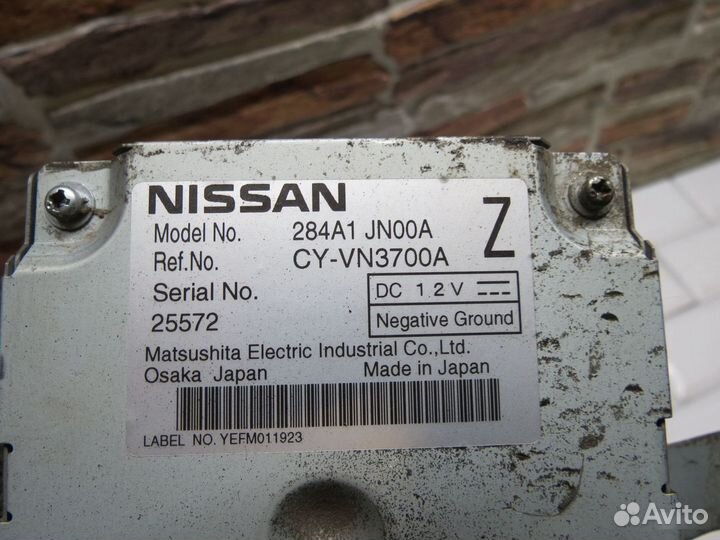 NISSAN
Z
Model No. 284A1 JN00A
Ref.No. CY-VN3700A
Serial No.
25572
DC 12V
Negative Ground
Matsushita Electric Industrial Co.,Ltd.
Osaka Japan Made in Japan
LABEL NO. YEFM011923
Avito